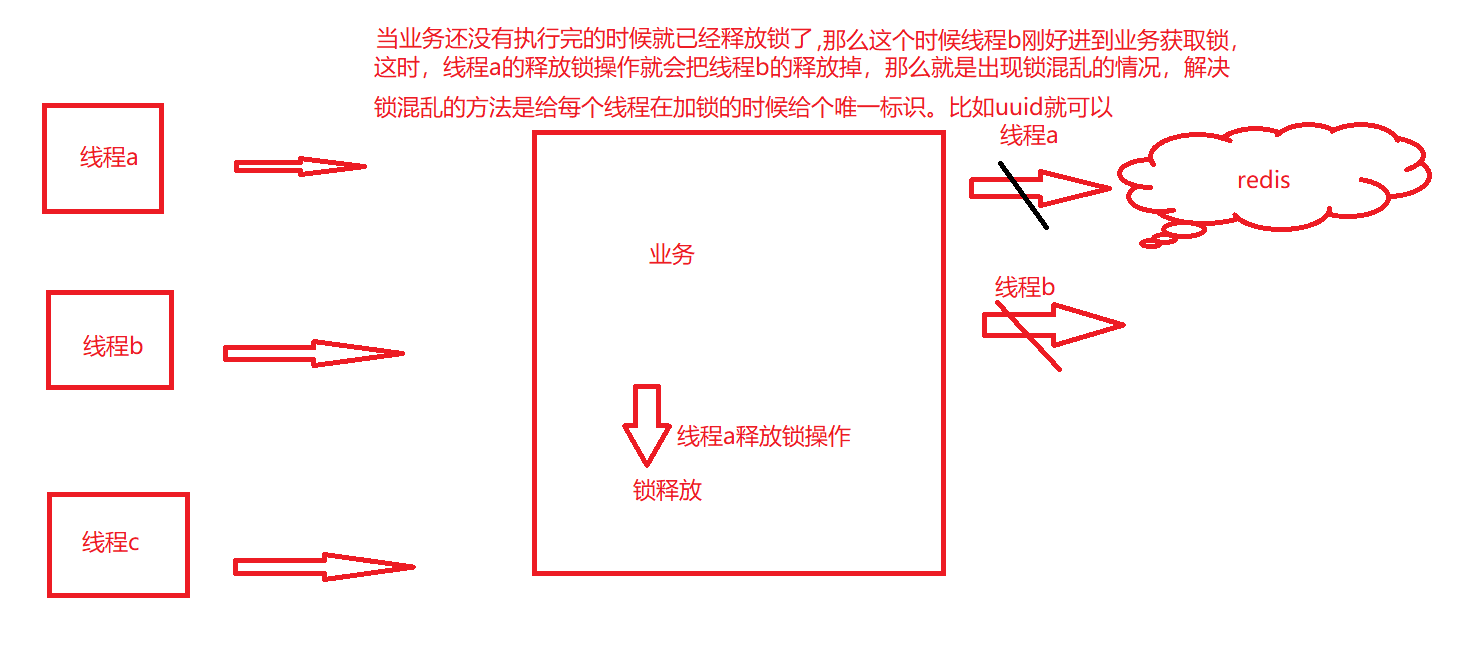 当业务还没有执行完的时候就已经释放锁了,那么这个时候线程b刚好进到业务获取锁，
这时，线程a的释放锁操作就会把线程b的释放掉，那么就是出现锁混乱的情况，解决
锁混乱的方法是给每个线程在加锁的时候给个唯一标识。比如uuid就可以
线程a
线程a
redis
业务
线程b
线程b
线程a释放锁操作
锁释放
线程c